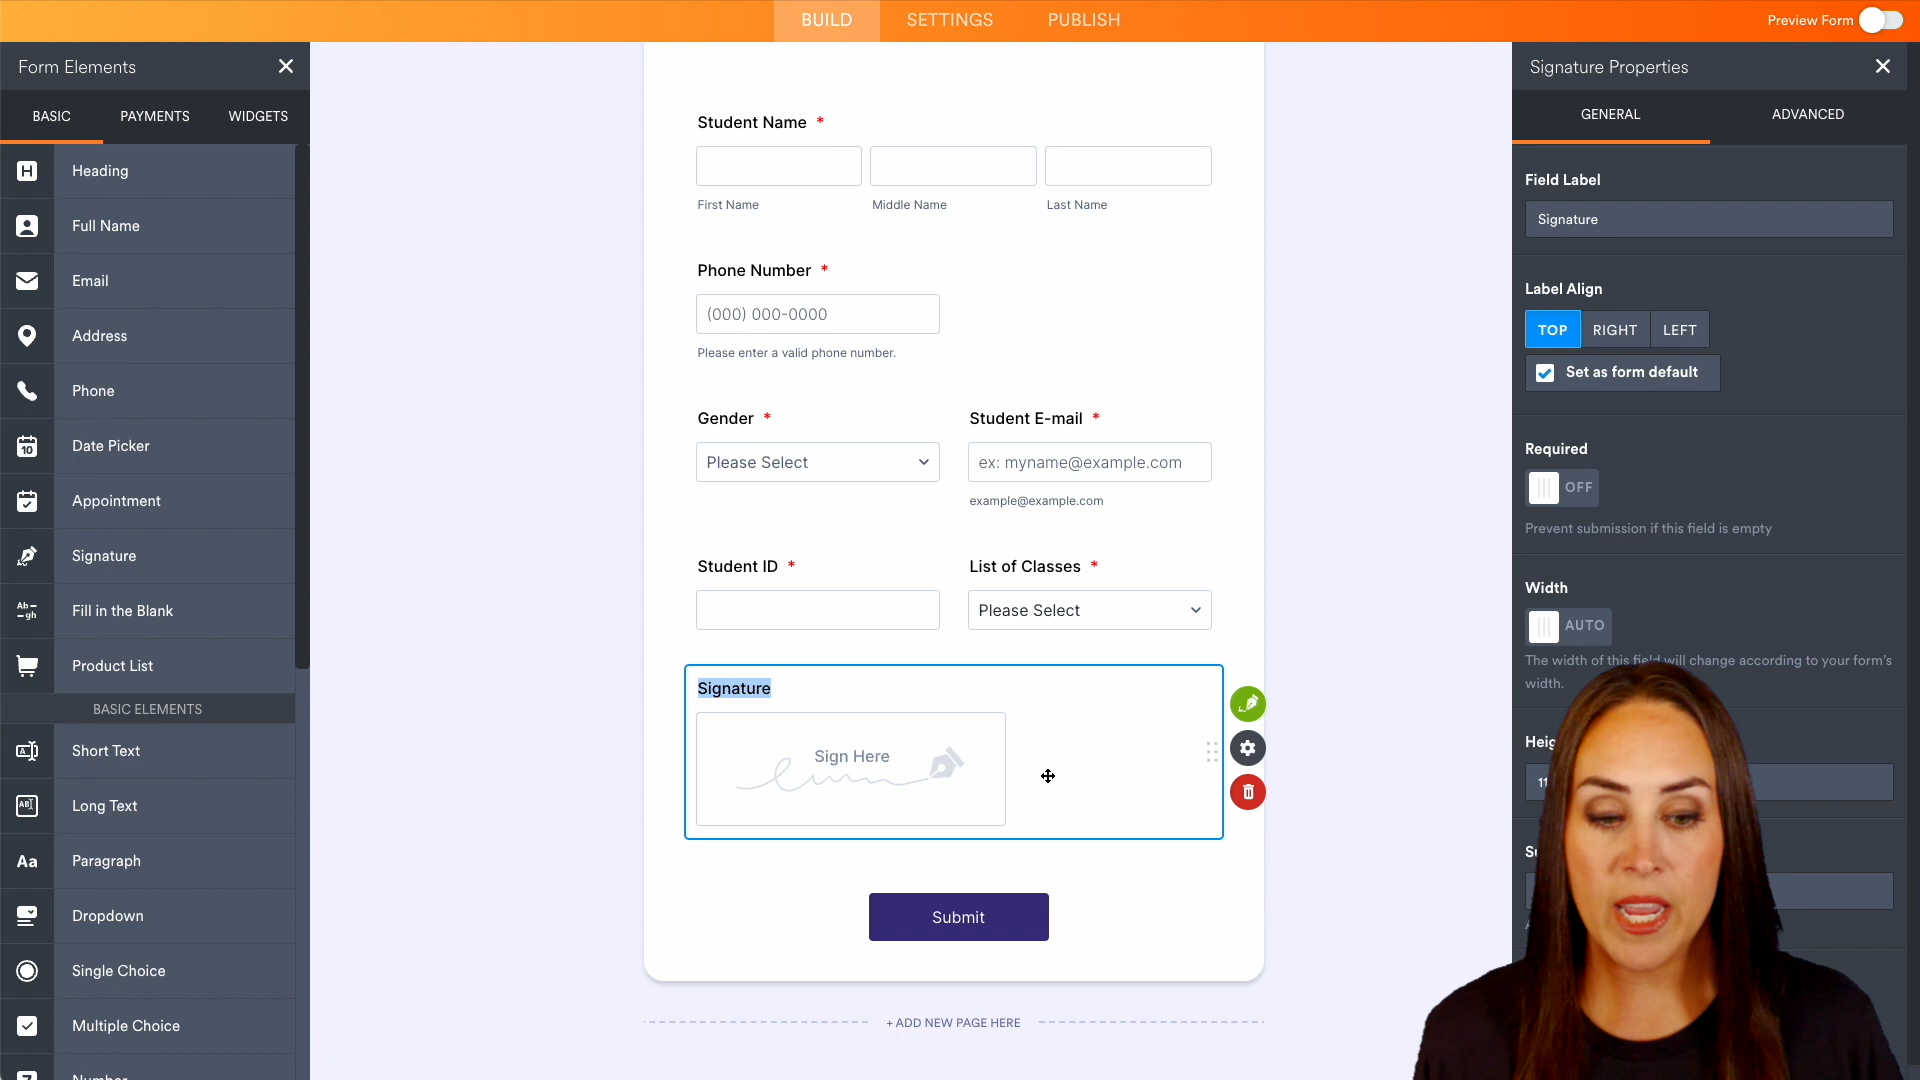 BUILD
SETTINGS
PUBLISH
Preview Form
Form Elements
BASIC
PAYMENTS
WIDGETS
Heading
Full Name
Email
Address
Phone
Date Picker
Appointment
Signature
Fill in the Blank
Product List
BASIC ELEMENTS
Short Text
Long Text
Paragraph
Dropdown
Single Choice
Multiple Choice
Number
Student Name *
First Name
Middle Name
Last Name
Phone Number *
(000) 000-0000
Please enter a valid phone number.
Gender *
Please Select
Student E-mail *
ex: myname@example.com
example@example.com
Student ID *
List of Classes *
Please Select
Signature
Sign Here
Submit
+ ADD NEW PAGE HERE
Signature Properties
GENERAL
ADVANCED
Field Label
Signature
Label Align
TOP
RIGHT
LEFT
Set as form default
Required
OFF
Prevent submission if this field is empty
Width
AUTO
The width of this field will change according to your form's
width.